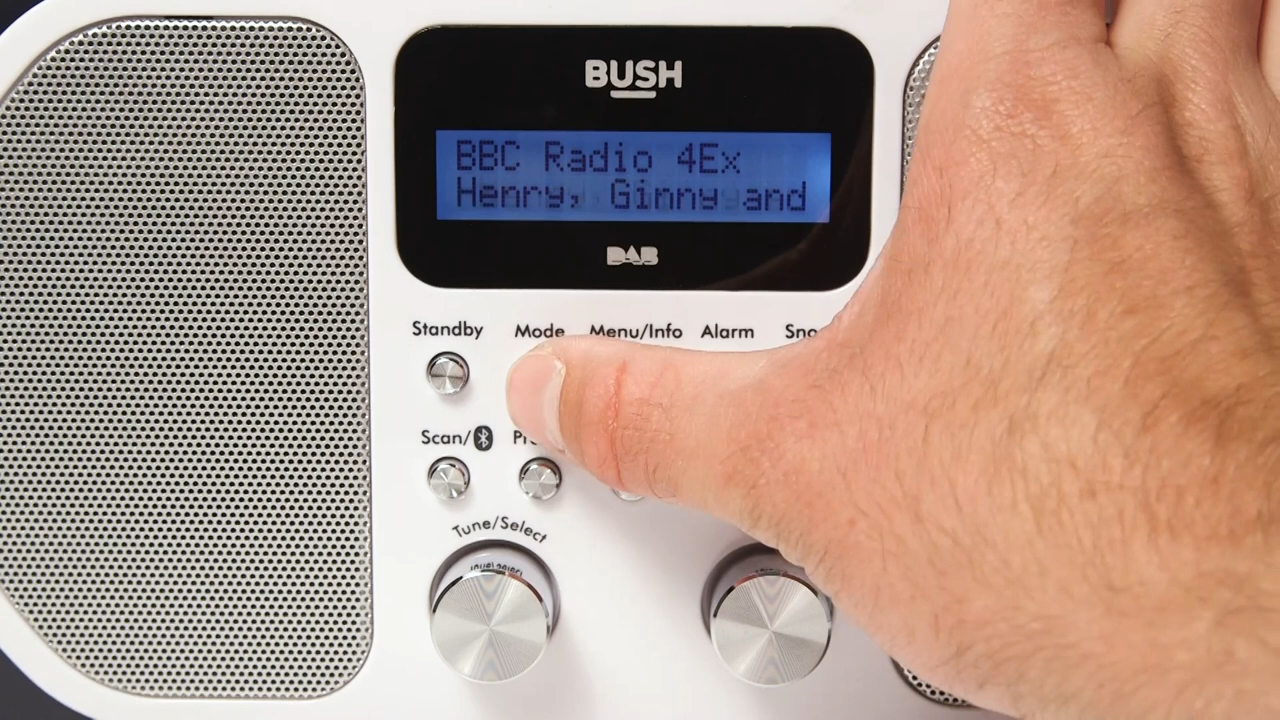 BUSH
BBC Radio 4Ex
Henry, Ginny and
DAB
Standby Mode Menu/Info Alarm
Scan/
Tune/Select